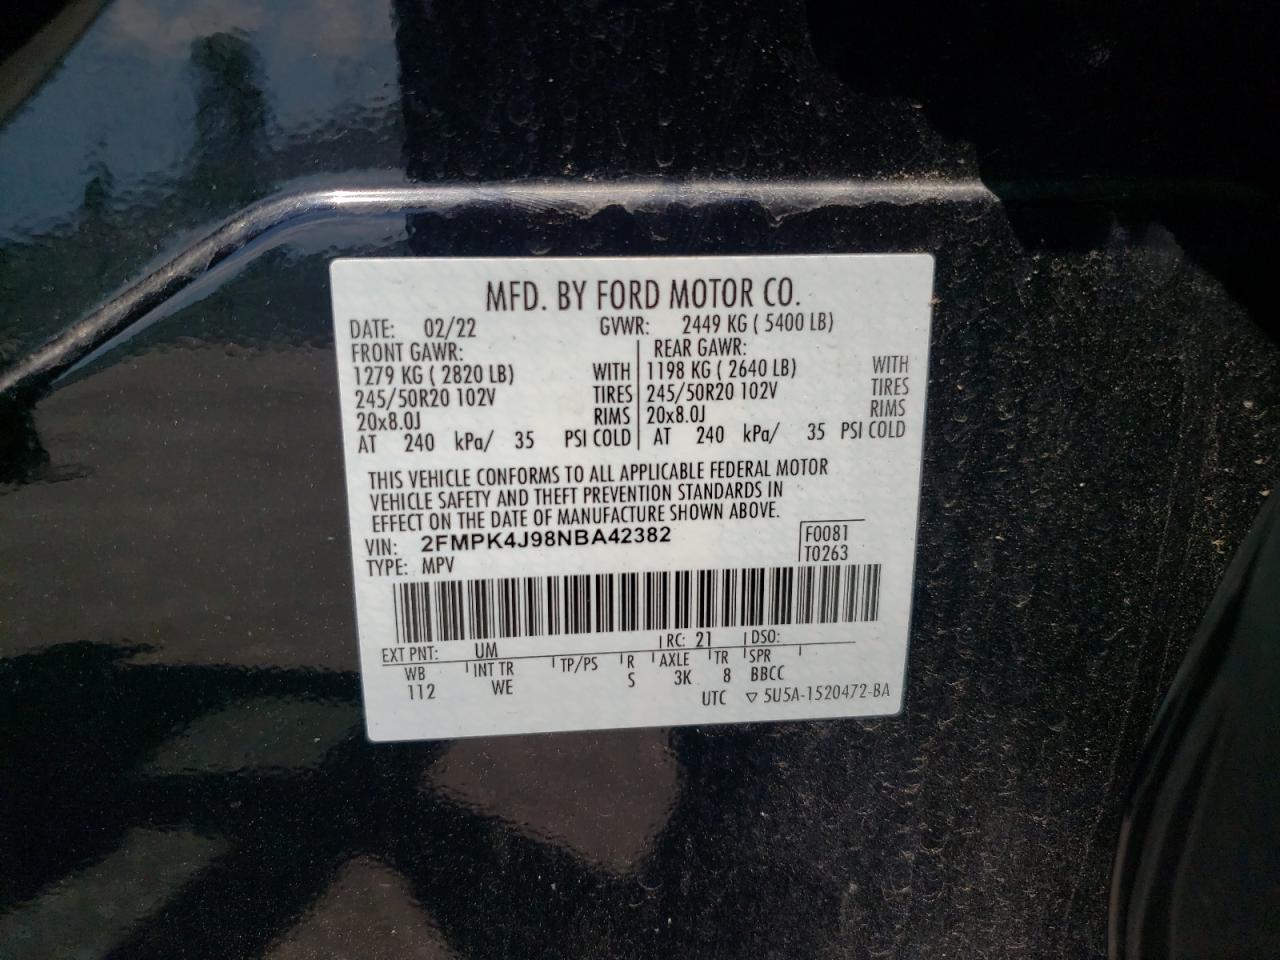 MFD. BY FORD MOTOR CO.
DATE: 02/22 GVWR: 2449 KG ( 5400 LB)
FRONT GAWR: REAR GAWR:
1279 KG ( 2820 LB) WITH 1198 KG ( 2640 LB) WITH
245/50R20 102V TIRES 245/50R20 102V TIRES
20x8.0J RIMS 20x8.0J RIMS
AT 240 kPa/ 35 PSI COLD AT 240 kPa/ 35 PSI COLD
THIS VEHICLE CONFORMS TO ALL APPLICABLE FEDERAL MOTOR
VEHICLE SAFETY AND THEFT PREVENTION STANDARDS IN
EFFECT ON THE DATE OF MANUFACTURE SHOWN ABOVE.
VIN: 2FMPK4J98NBA42382 F0081
TYPE: MPV T0263
EXT PNT: UM RC: 21 DSO:
WB INT TR TP/PS R AXLE TR SPR
112 WE S 3K 8 BBCC
UTC ▽ 5U5A-1520472-BA